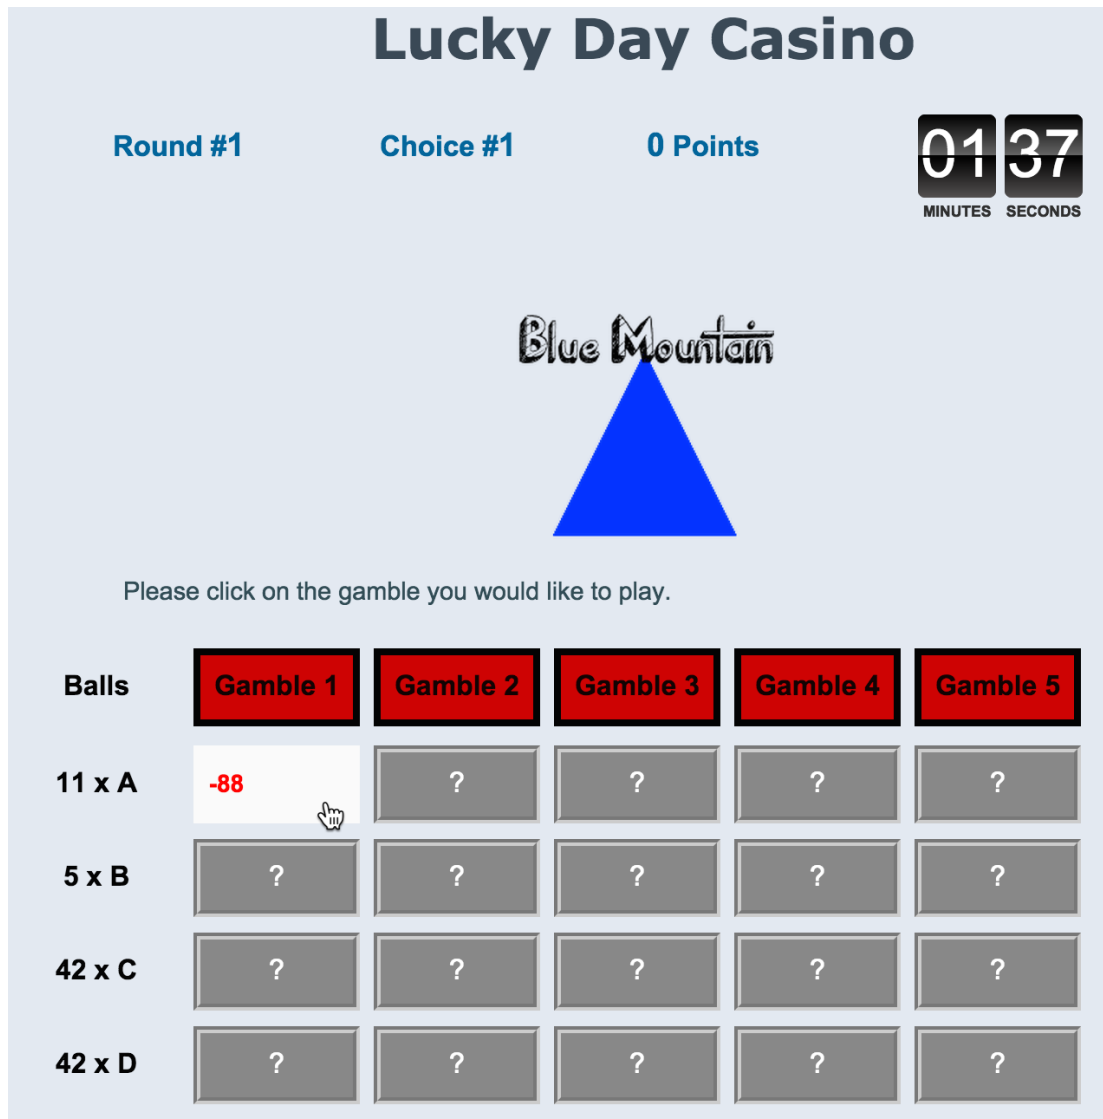 Lucky Day Casino
Round #1 Choice #1 0 Points
01 37
MINUTES SECONDS
Blue Mountain
Please click on the gamble you would like to play.
Balls Gamble 1 Gamble 2 Gamble 3 Gamble 4 Gamble 5
11 x A -88 ? ? ? ?
5 x B ? ? ? ? ?
42 x C ? ? ? ? ?
42 x D ? ? ? ? ?